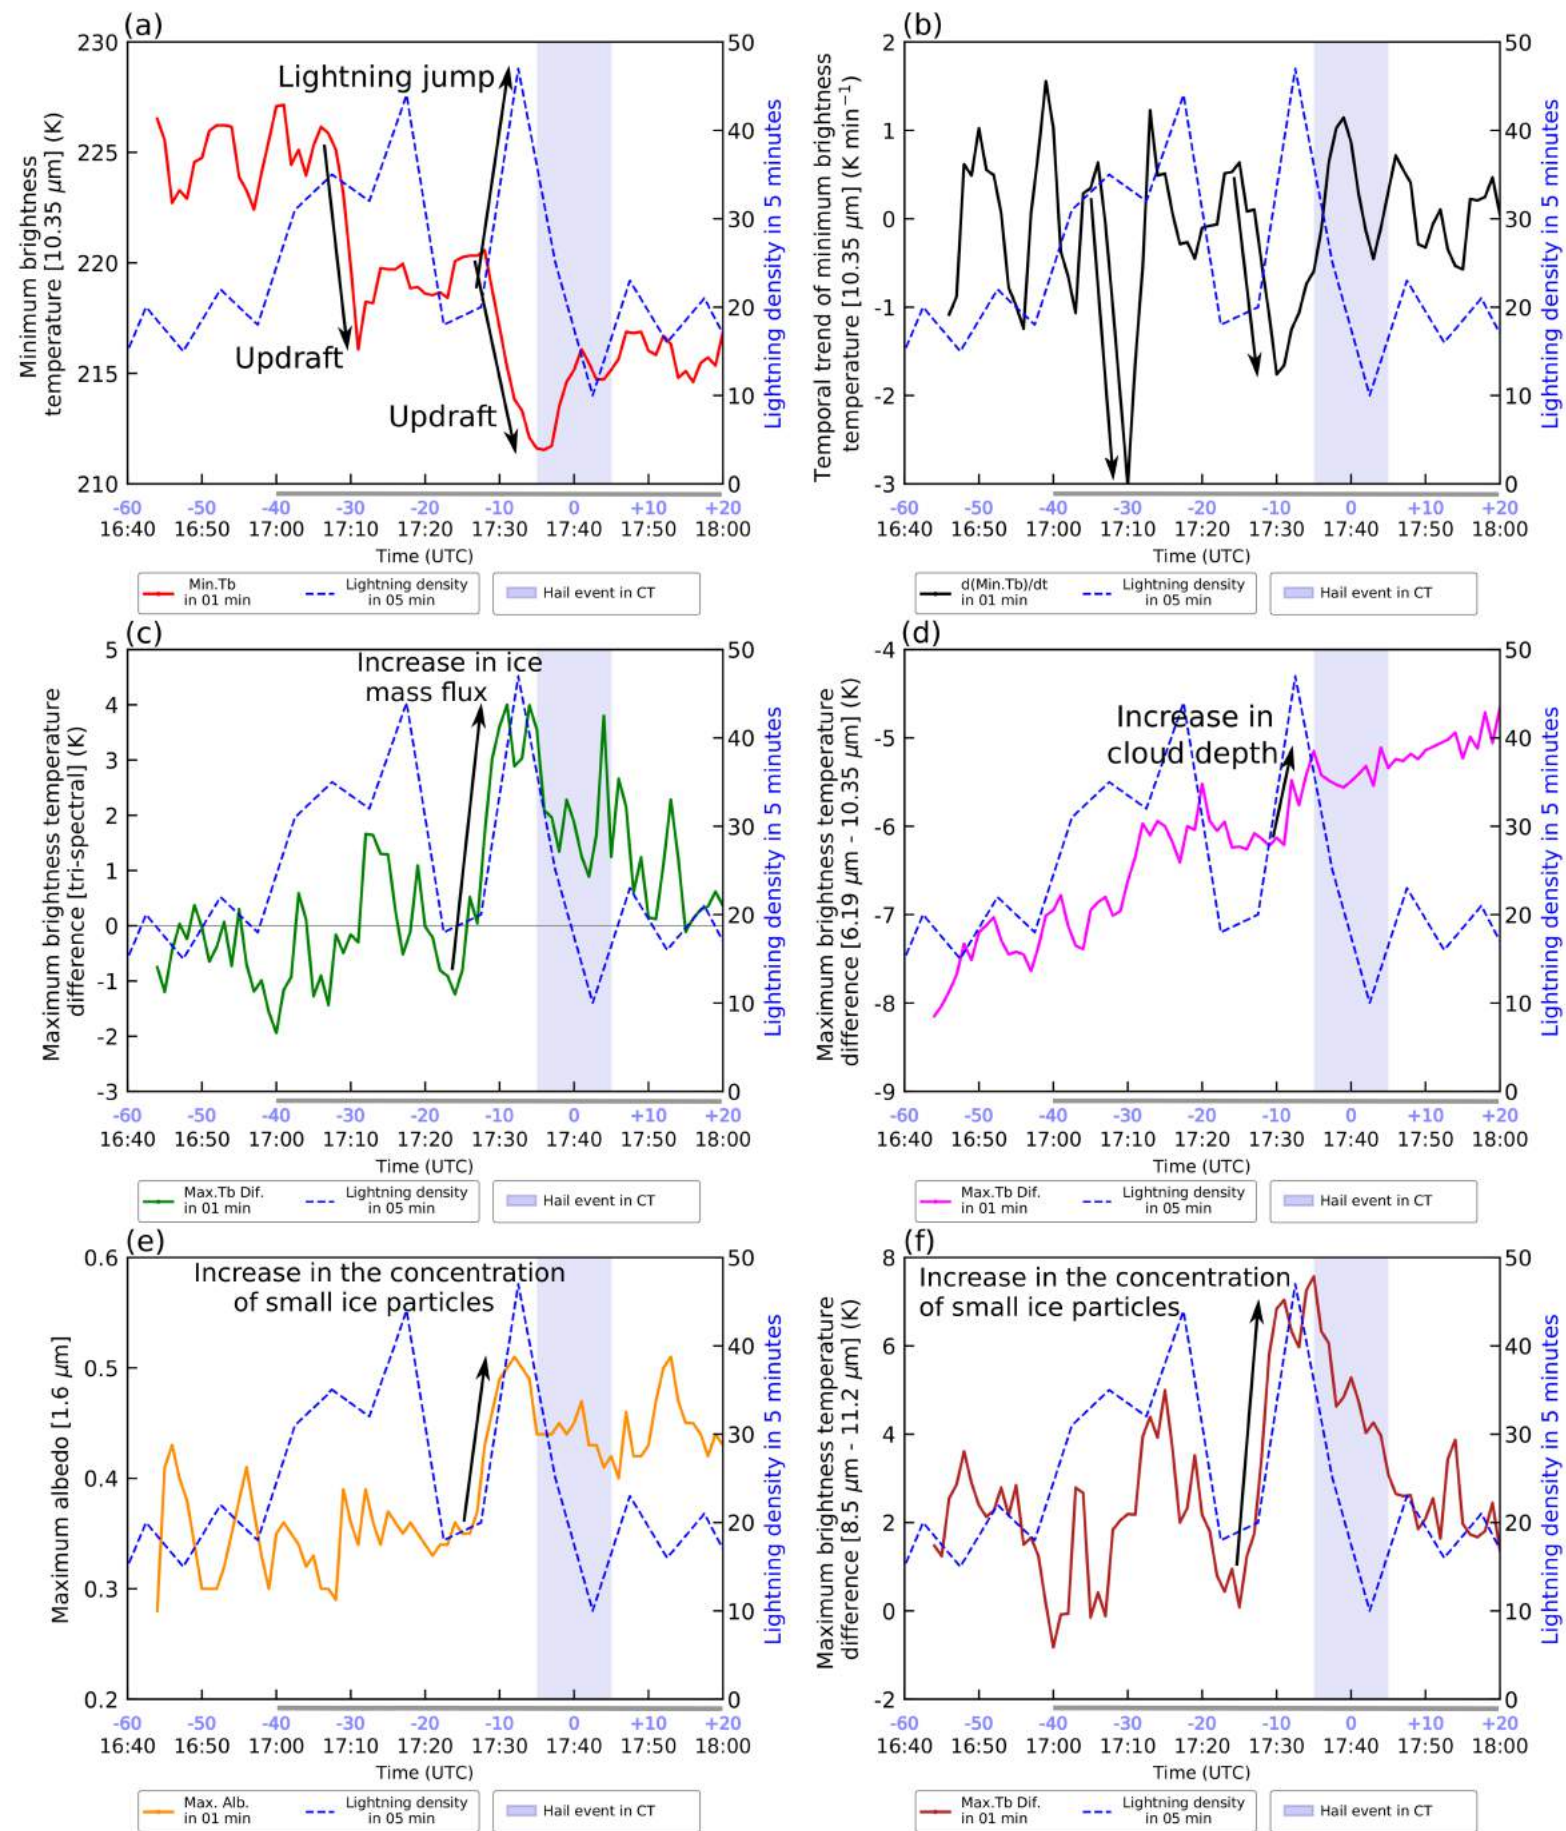 (a)
230
225
220
215
210
Minimum brightness
temperature [10.35 μm] (K)
Lightning jump
Updraft
Updraft
50
40
30
20
10
0
Lightning density in 5 minutes
-60 -50 -40 -30 -20 -10 0 +10 +20
16:40 16:50 17:00 17:10 17:20 17:30 17:40 17:50 18:00
Time (UTC)
Min.Tb
in 01 min
Lightning density
in 05 min
Hail event in CT
(b)
2
1
0
-1
-2
-3
Temporal trend of minimum brightness
temperature [10.35 μm] (K min⁻¹)
50
40
30
20
10
0
Lightning density in 5 minutes
-60 -50 -40 -30 -20 -10 0 +10 +20
16:40 16:50 17:00 17:10 17:20 17:30 17:40 17:50 18:00
Time (UTC)
d(Min.Tb)/dt
in 01 min
Lightning density
in 05 min
Hail event in CT
(c)
5
4
3
2
1
0
-1
-2
-3
Maximum brightness temperature
difference [tri-spectral] (K)
Increase in ice
mass flux
50
40
30
20
10
0
Lightning density in 5 minutes
-60 -50 -40 -30 -20 -10 0 +10 +20
16:40 16:50 17:00 17:10 17:20 17:30 17:40 17:50 18:00
Time (UTC)
Max.Tb Dif.
in 01 min
Lightning density
in 05 min
Hail event in CT
(d)
-4
-5
-6
-7
-8
-9
Maximum brightness temperature
difference [6.19 μm - 10.35 μm] (K)
Increase in
cloud depth
50
40
30
20
10
0
Lightning density in 5 minutes
-60 -50 -40 -30 -20 -10 0 +10 +20
16:40 16:50 17:00 17:10 17:20 17:30 17:40 17:50 18:00
Time (UTC)
Max.Tb Dif.
in 01 min
Lightning density
in 05 min
Hail event in CT
(e)
0.6
0.5
0.4
0.3
0.2
Maximum albedo [1.6 μm]
Increase in the concentration
of small ice particles
50
40
30
20
10
0
Lightning density in 5 minutes
-60 -50 -40 -30 -20 -10 0 +10 +20
16:40 16:50 17:00 17:10 17:20 17:30 17:40 17:50 18:00
Time (UTC)
Max. Alb.
in 01 min
Lightning density
in 05 min
Hail event in CT
(f)
8
6
4
2
0
-2
Maximum brightness temperature
difference [8.5 μm - 11.2 μm] (K)
Increase in the concentration
of small ice particles
50
40
30
20
10
0
Lightning density in 5 minutes
-60 -50 -40 -30 -20 -10 0 +10 +20
16:40 16:50 17:00 17:10 17:20 17:30 17:40 17:50 18:00
Time (UTC)
Max.Tb Dif.
in 01 min
Lightning density
in 05 min
Hail event in CT